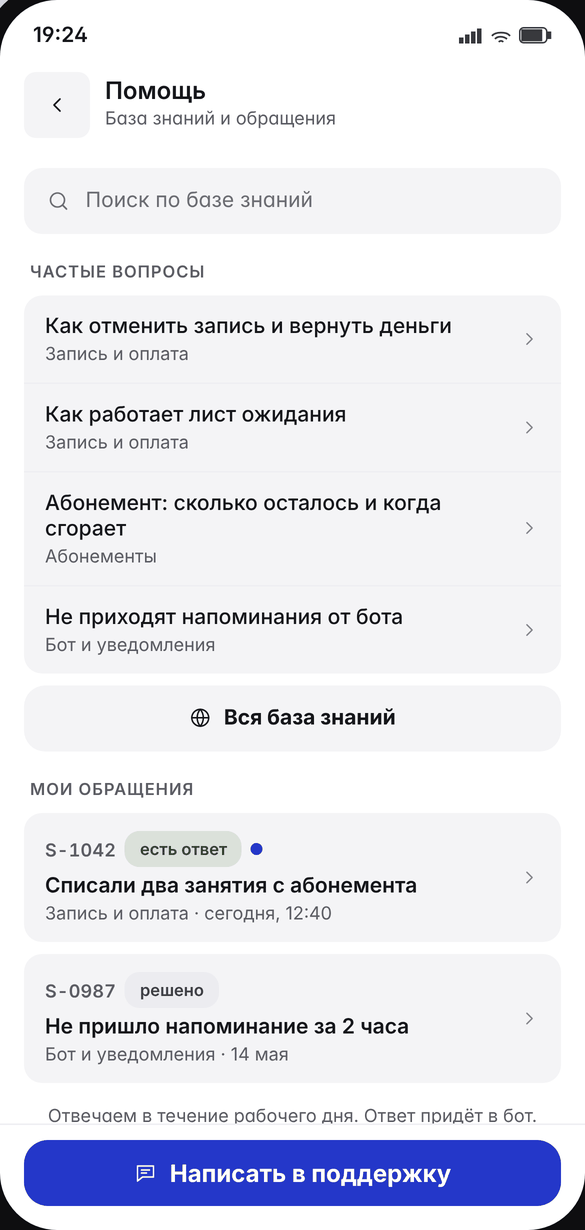 19:24
Помощь
База знаний и обращения
Поиск по базе знаний
ЧАСТЫЕ ВОПРОСЫ
Как отменить запись и вернуть деньги
Запись и оплата
Как работает лист ожидания
Запись и оплата
Абонемент: сколько осталось и когда
сгорает
Абонементы
Не приходят напоминания от бота
Бот и уведомления
Вся база знаний
МОИ ОБРАЩЕНИЯ
S-1042 есть ответ
Списали два занятия с абонемента
Запись и оплата · сегодня, 12:40
S-0987 решено
Не пришло напоминание за 2 часа
Бот и уведомления · 14 мая
Отвечаем в течение рабочего дня. Ответ придёт в бот.
Написать в поддержку